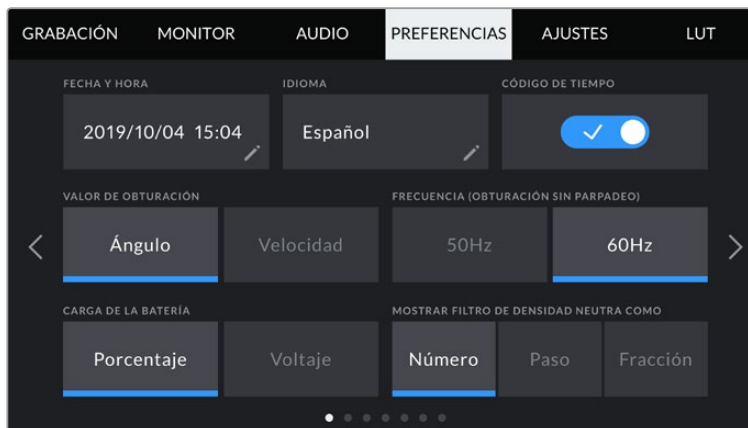 GRABACIÓN MONITOR AUDIO PREFERENCIAS AJUSTES LUT
FECHA Y HORA IDIOMA CÓDIGO DE TIEMPO
2019/10/04 15:04 Español
VALOR DE OBTURACIÓN FRECUENCIA (OBTURACIÓN SIN PARPADEO)
Ángulo Velocidad 50Hz 60Hz
CARGA DE LA BATERÍA MOSTRAR FILTRO DE DENSIDAD NEUTRA COMO
Porcentaje Voltaje Número Paso Fracción